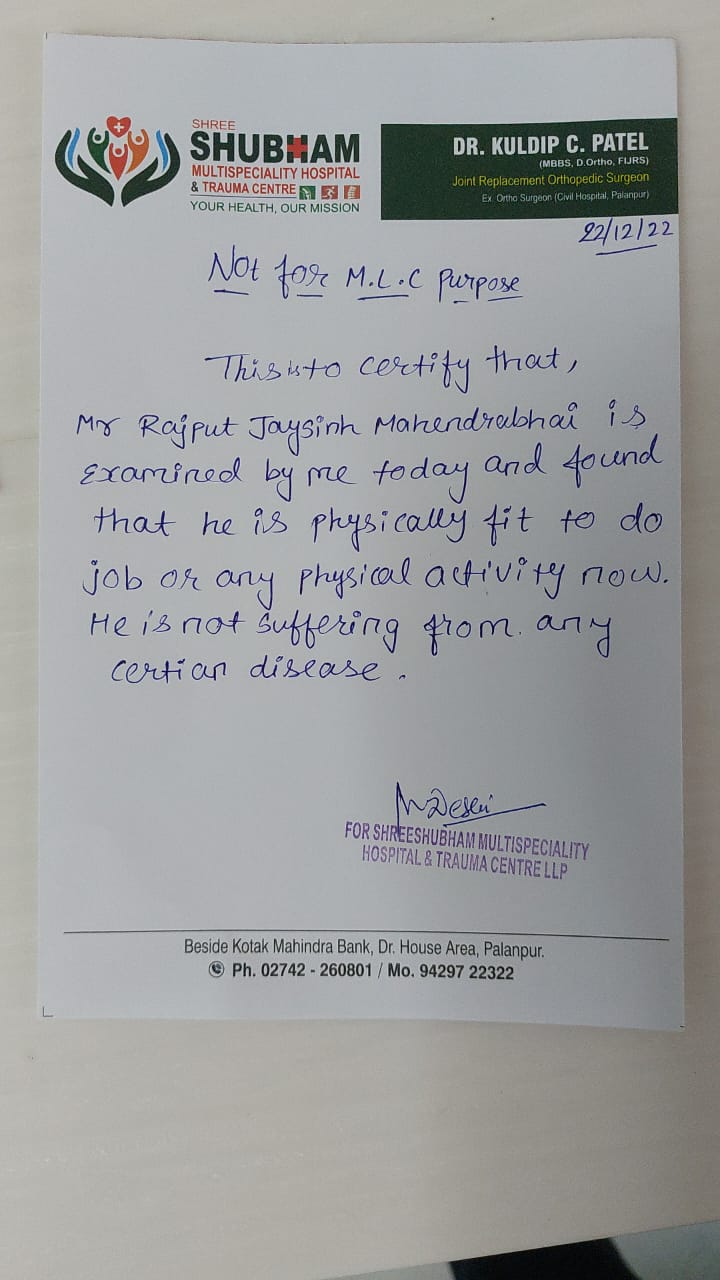 SHREE
SHUBHAM
MULTISPECIALITY HOSPITAL
& TRAUMA CENTRE
YOUR HEALTH, OUR MISSION
DR. KULDIP C. PATEL
(MBBS, D.Ortho, FIJRS)
Joint Replacement Orthopedic Surgeon
Ex. Ortho Surgeon (Civil Hospital, Palanpur)
22/12/22
Not for M.L.C Purpose
This is to certify that,
Mr Rajput Jaysinh Mahendrabhai is
Examined by me today and found
that he is physically fit to do
job or any physical activity now.
He is not suffering from any
certian disease.
FOR SHREESHUBHAM MULTISPECIALITY
HOSPITAL & TRAUMA CENTRE LLP
Beside Kotak Mahindra Bank, Dr. House Area, Palanpur.
Ph. 02742 - 260801 / Mo. 94297 22322